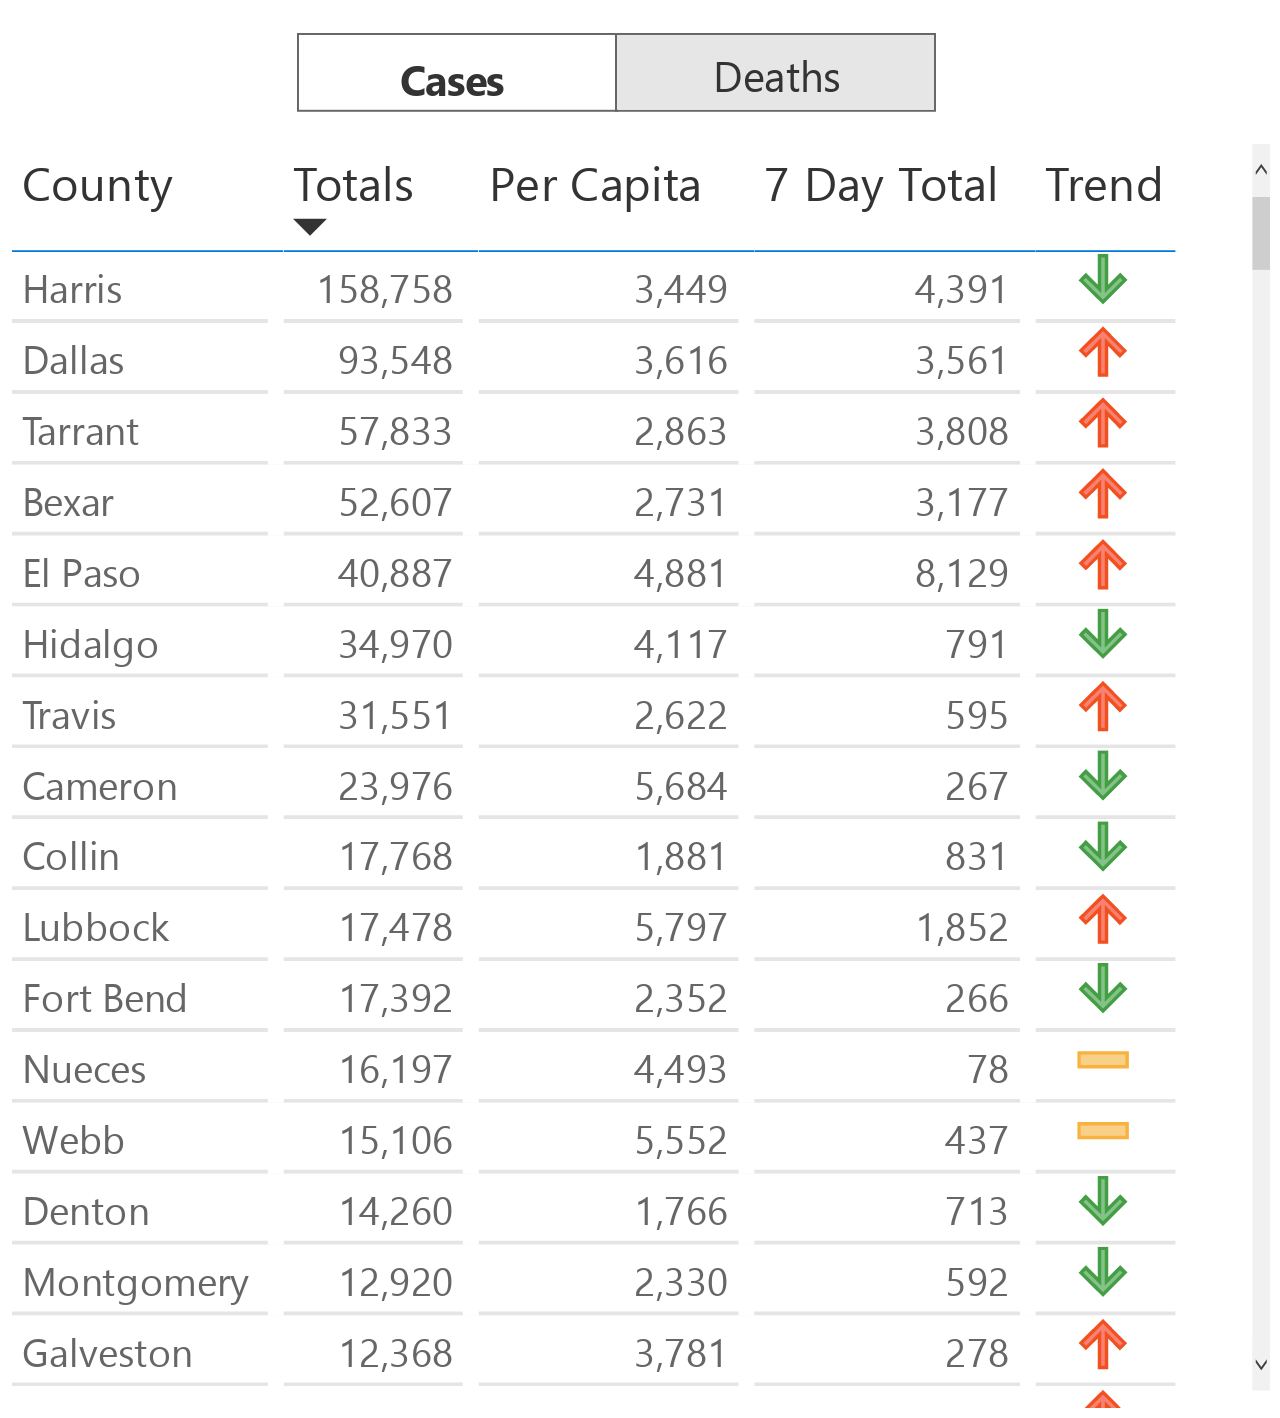 Cases Deaths
County Totals Per Capita 7 Day Total Trend
Harris 158,758 3,449 4,391
Dallas 93,548 3,616 3,561
Tarrant 57,833 2,863 3,808
Bexar 52,607 2,731 3,177
El Paso 40,887 4,881 8,129
Hidalgo 34,970 4,117 791
Travis 31,551 2,622 595
Cameron 23,976 5,684 267
Collin 17,768 1,881 831
Lubbock 17,478 5,797 1,852
Fort Bend 17,392 2,352 266
Nueces 16,197 4,493 78
Webb 15,106 5,552 437
Denton 14,260 1,766 713
Montgomery 12,920 2,330 592
Galveston 12,368 3,781 278